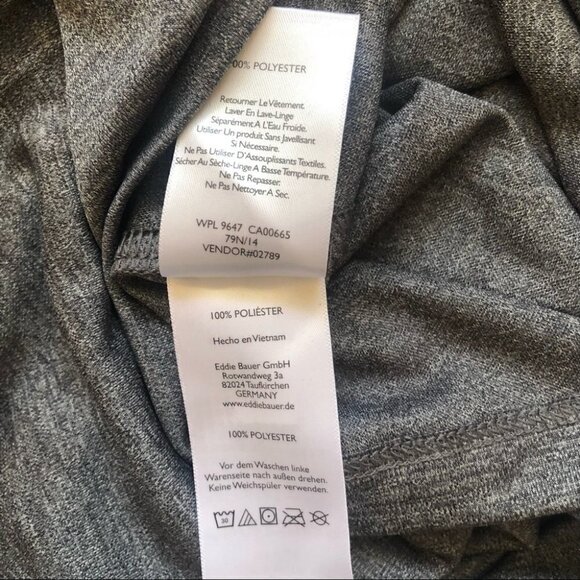 00% POLYESTER
Retourner Le Vêtement.
Laver En Lave-Linge
Séparément A L'Eau Froide.
Utiliser Un produit Sans Javellisant
Si Nécessaire.
Ne Pas Utiliser D'Assouplissants Textiles.
Sécher Au Sèche-Linge A Basse Température.
Ne Pas Repasser.
Ne Pas Nettoyer A Sec.
WPL 9647 CA00665
79N/14
VENDOR#02789
100% POLIÉSTER
Hecho en Vietnam
Eddie Bauer GmbH
Rotwandweg 3a
82024 Taufkirchen
GERMANY
www.eddiebauer.de
100% POLYESTER
Vor dem Waschen linke
Warenseite nach außen drehen.
Keine Weichspüler verwenden.
30